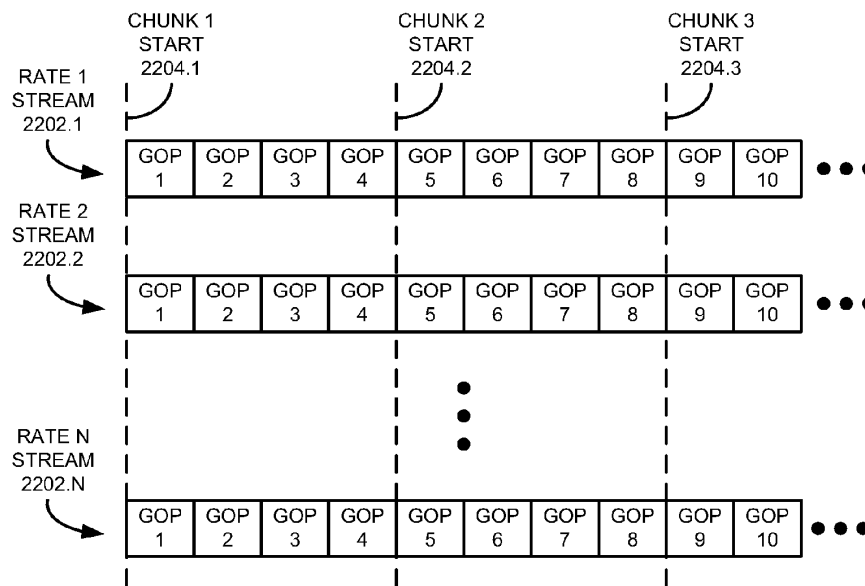 CHUNK 1
START
2204.1
CHUNK 2
START
2204.2
CHUNK 3
START
2204.3
RATE 1
STREAM
2202.1
GOP GOP GOP GOP GOP GOP GOP GOP GOP GOP
1 2 3 4 5 6 7 8 9 10
RATE 2
STREAM
2202.2
GOP GOP GOP GOP GOP GOP GOP GOP GOP GOP
1 2 3 4 5 6 7 8 9 10
RATE N
STREAM
2202.N
GOP GOP GOP GOP GOP GOP GOP GOP GOP GOP
1 2 3 4 5 6 7 8 9 10